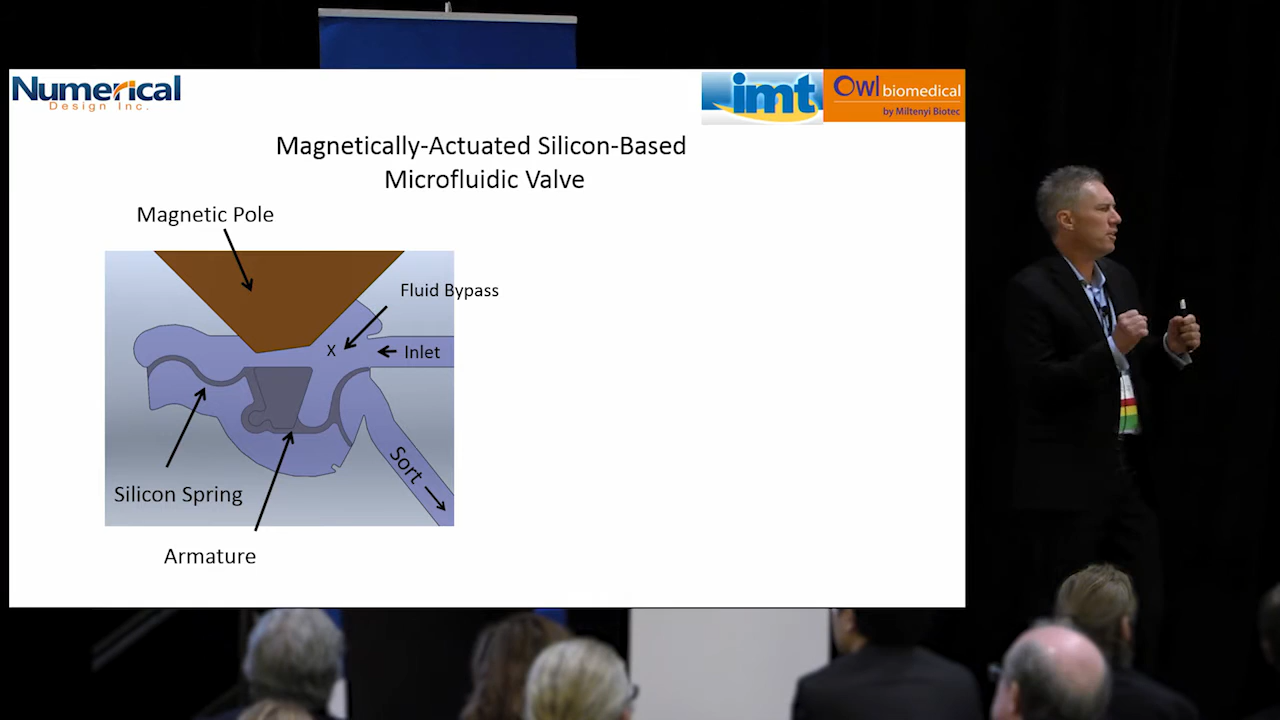 Numerical
Design Inc.
imt
Owl biomedical
by Miltenyi Biotec
Magnetically-Actuated Silicon-Based
Microfluidic Valve
Magnetic Pole
Fluid Bypass
X
Inlet
Sort
Silicon Spring
Armature